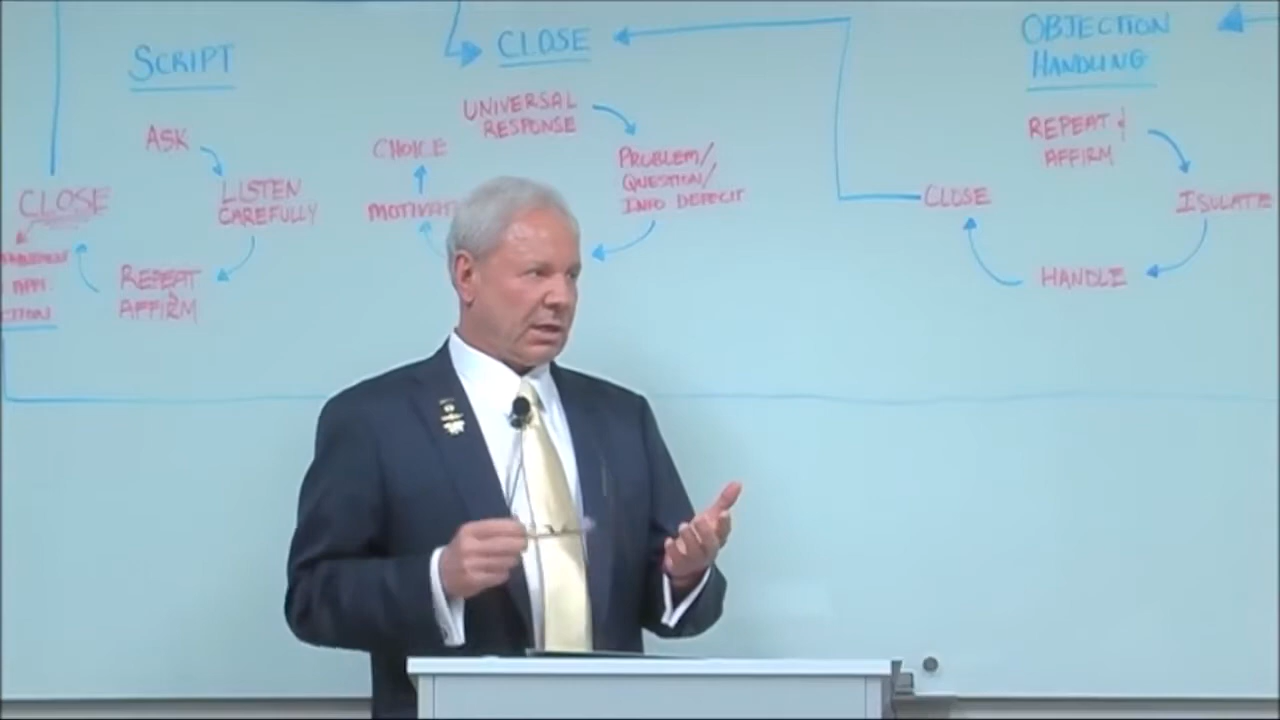 SCRIPT
ASK
LISTEN
CAREFULLY
REPEAT
AFFIRM
CLOSE
CLOSE
UNIVERSAL
RESPONSE
PROBLEM/
QUESTION/
INFO DEFECIT
CHOICE
OBJECTION
HANDLING
REPEAT &
AFFIRM
ISOLATE
HANDLE
CLOSE